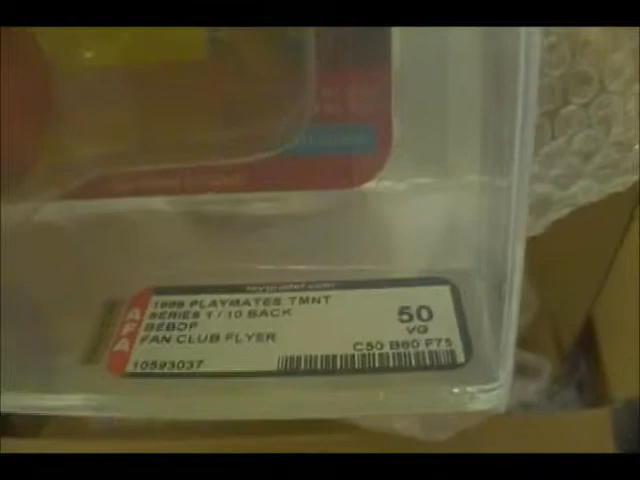 1988 PLAYMATES TMNT
SERIES 1 / 10 BACK
BEBOP
FAN CLUB FLYER
10593037
AFA
50
VG
C50 B60 F75